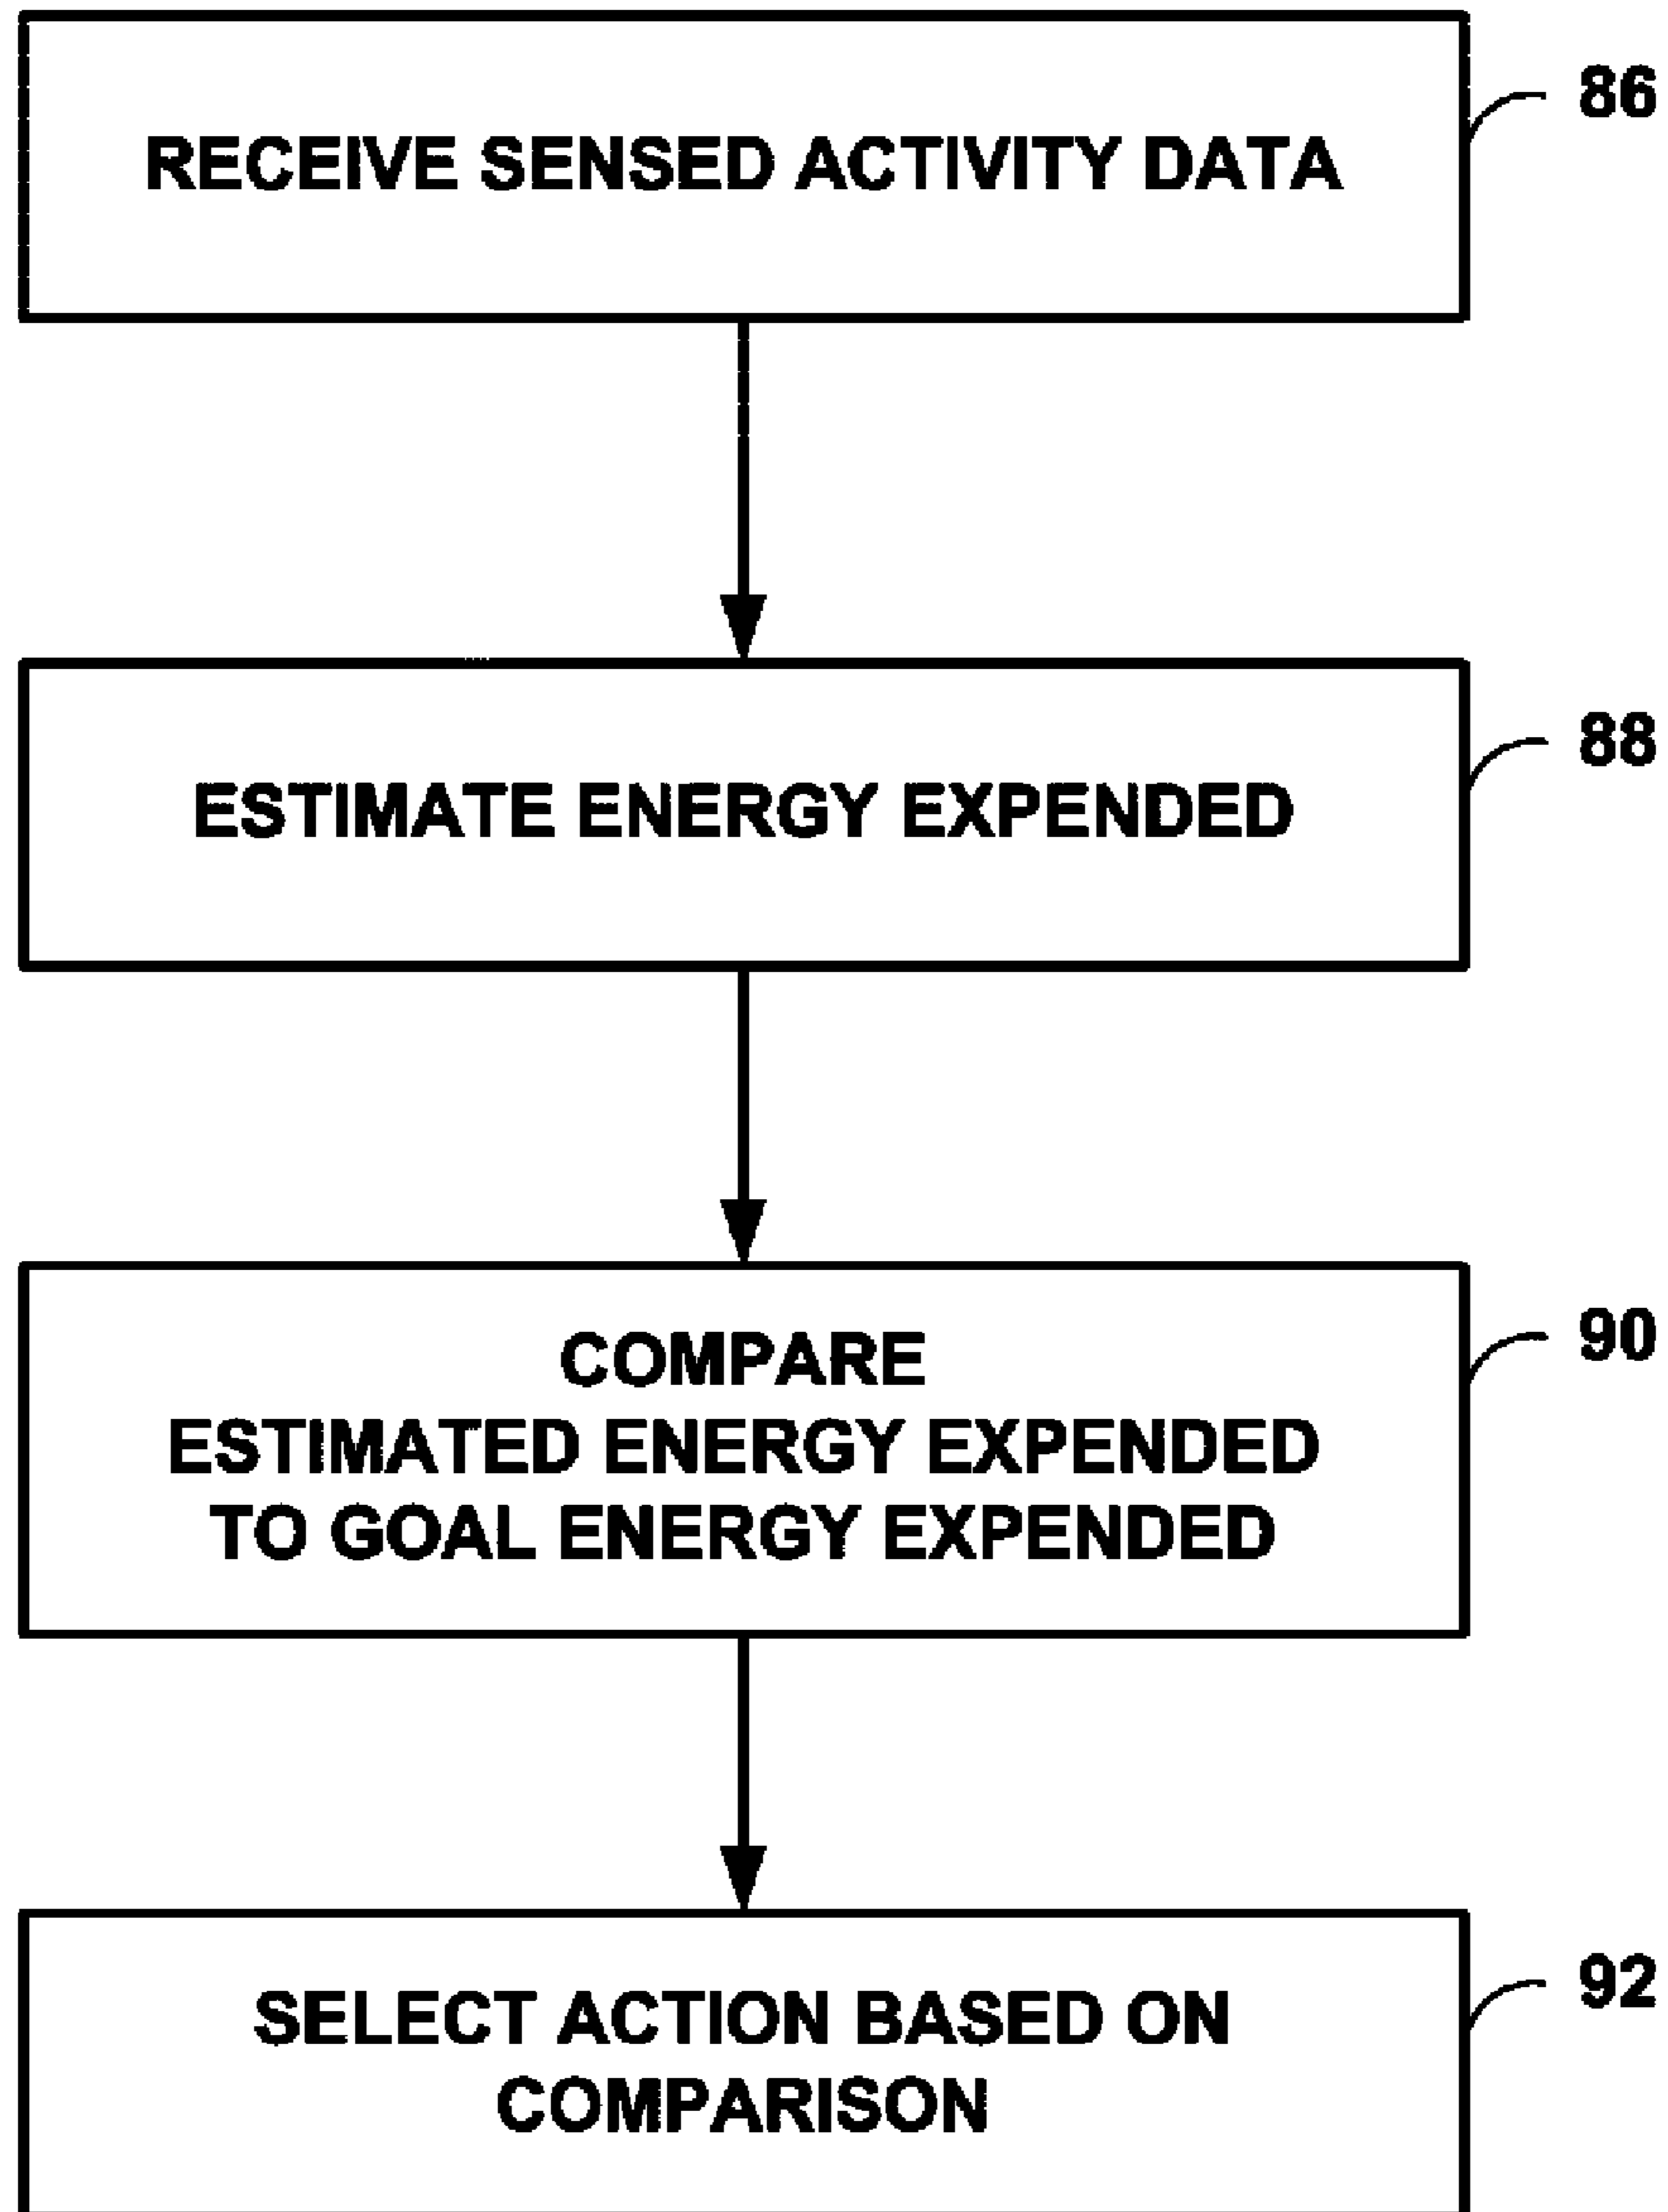 RECEIVE SENSED ACTIVITY DATA
86
ESTIMATE ENERGY EXPENDED
88
COMPARE
ESTIMATED ENERGY EXPENDED
TO GOAL ENERGY EXPENDED
90
SELECT ACTION BASED ON
COMPARISON
92